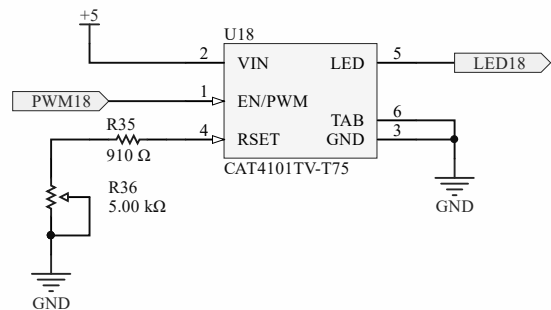 +5
U18
2 VIN LED 5 LED18
PWM18 1 EN/PWM
TAB 6
R35 4 RSET GND 3
910 Ω
CAT4101TV-T75
R36
5.00 kΩ
GND
GND